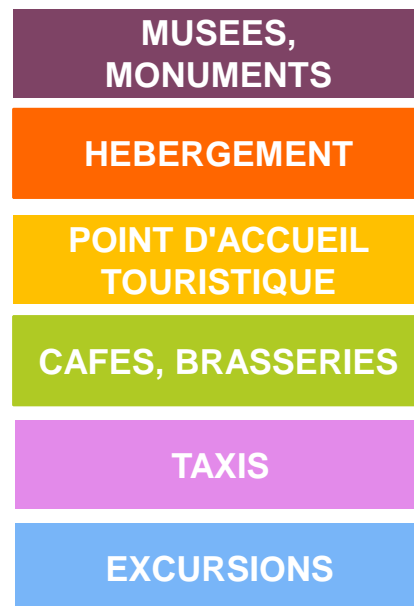 MUSEES,
MONUMENTS
HEBERGEMENT
POINT D'ACCUEIL
TOURISTIQUE
CAFES, BRASSERIES
TAXIS
EXCURSIONS